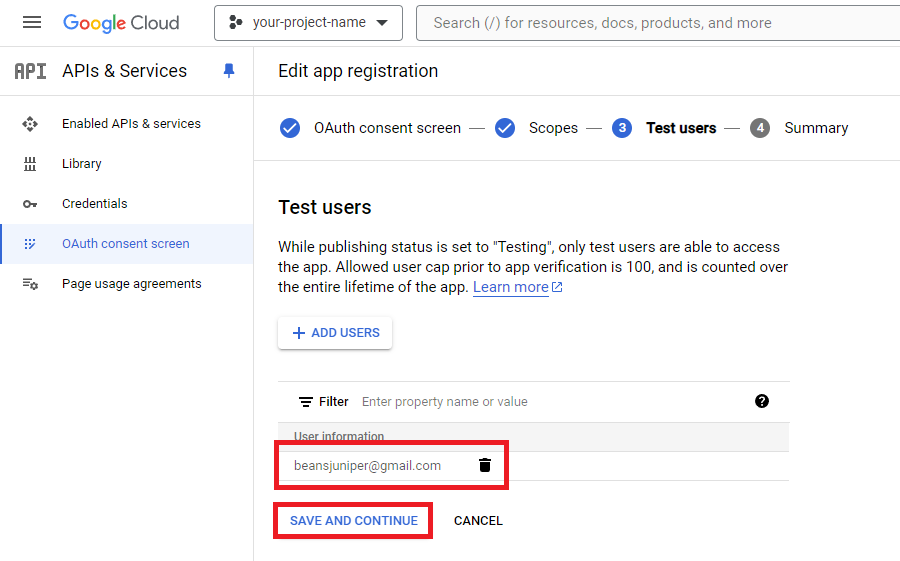 Google Cloud
your-project-name
Search (/) for resources, docs, products, and more
API
APIs & Services
Edit app registration
Enabled APIs & services
Library
Credentials
OAuth consent screen
Page usage agreements
OAuth consent screen — Scopes — 3 Test users — 4 Summary
Test users
While publishing status is set to "Testing", only test users are able to access
the app. Allowed user cap prior to app verification is 100, and is counted over
the entire lifetime of the app. Learn more
+ ADD USERS
Filter Enter property name or value ?
User information
beansjuniper@gmail.com
SAVE AND CONTINUE CANCEL